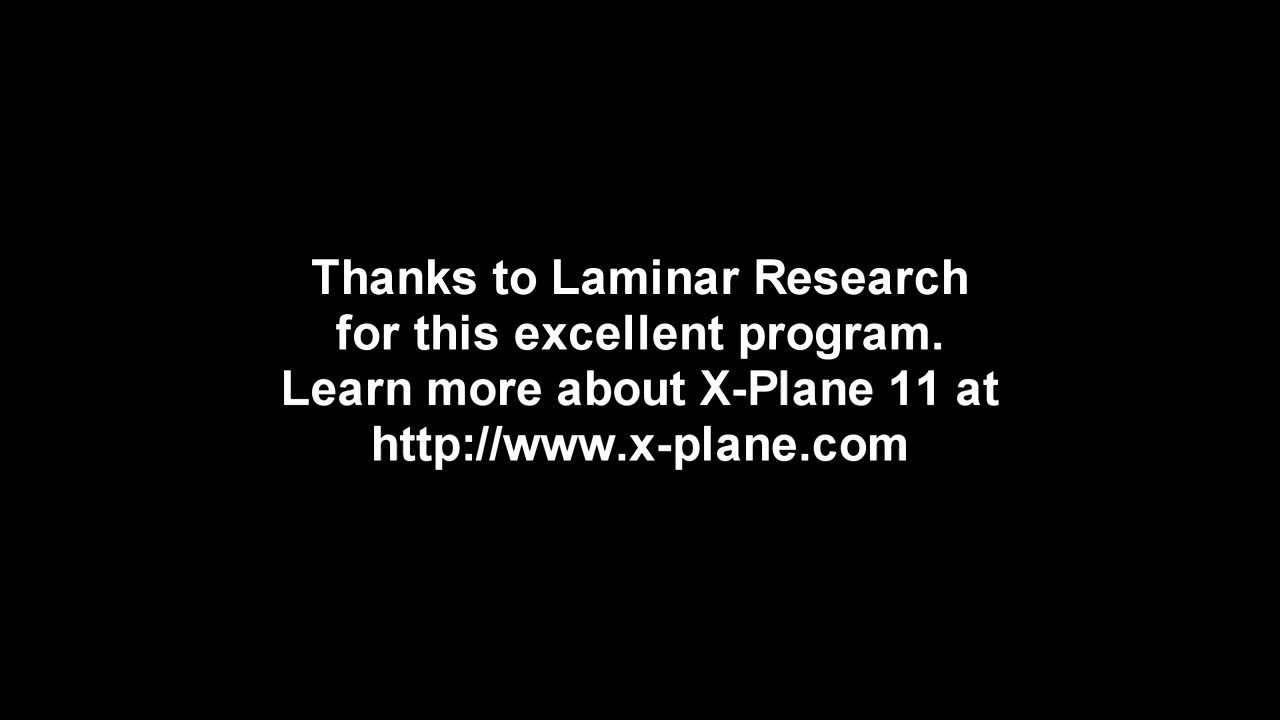 Thanks to Laminar Research
for this excellent program.
Learn more about X-Plane 11 at
http://www.x-plane.com